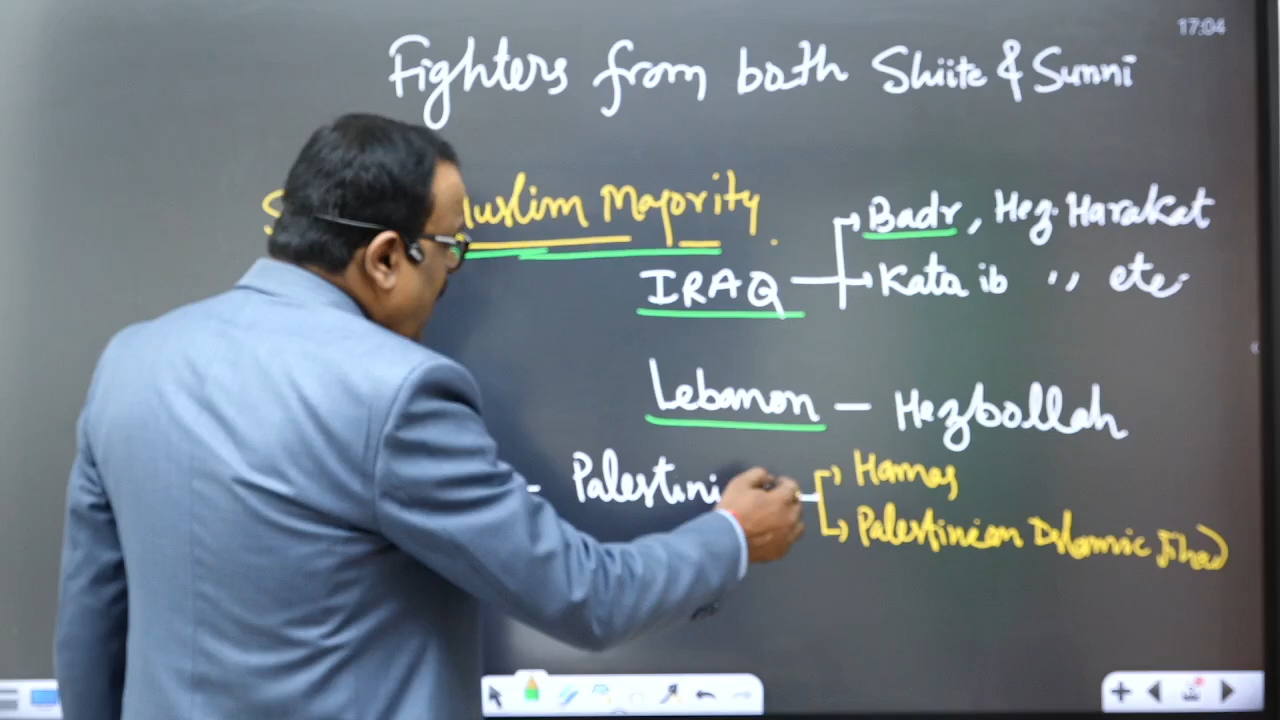 17:04
Fighters from both Shiite & Sunni
Muslim Majority.
Badr, Hez. Harakat
IRAQ
Kata ib ,, etc.
Lebanon – Hezbollah
Hamas
– Palestini
Palestinian Islamic Jihad